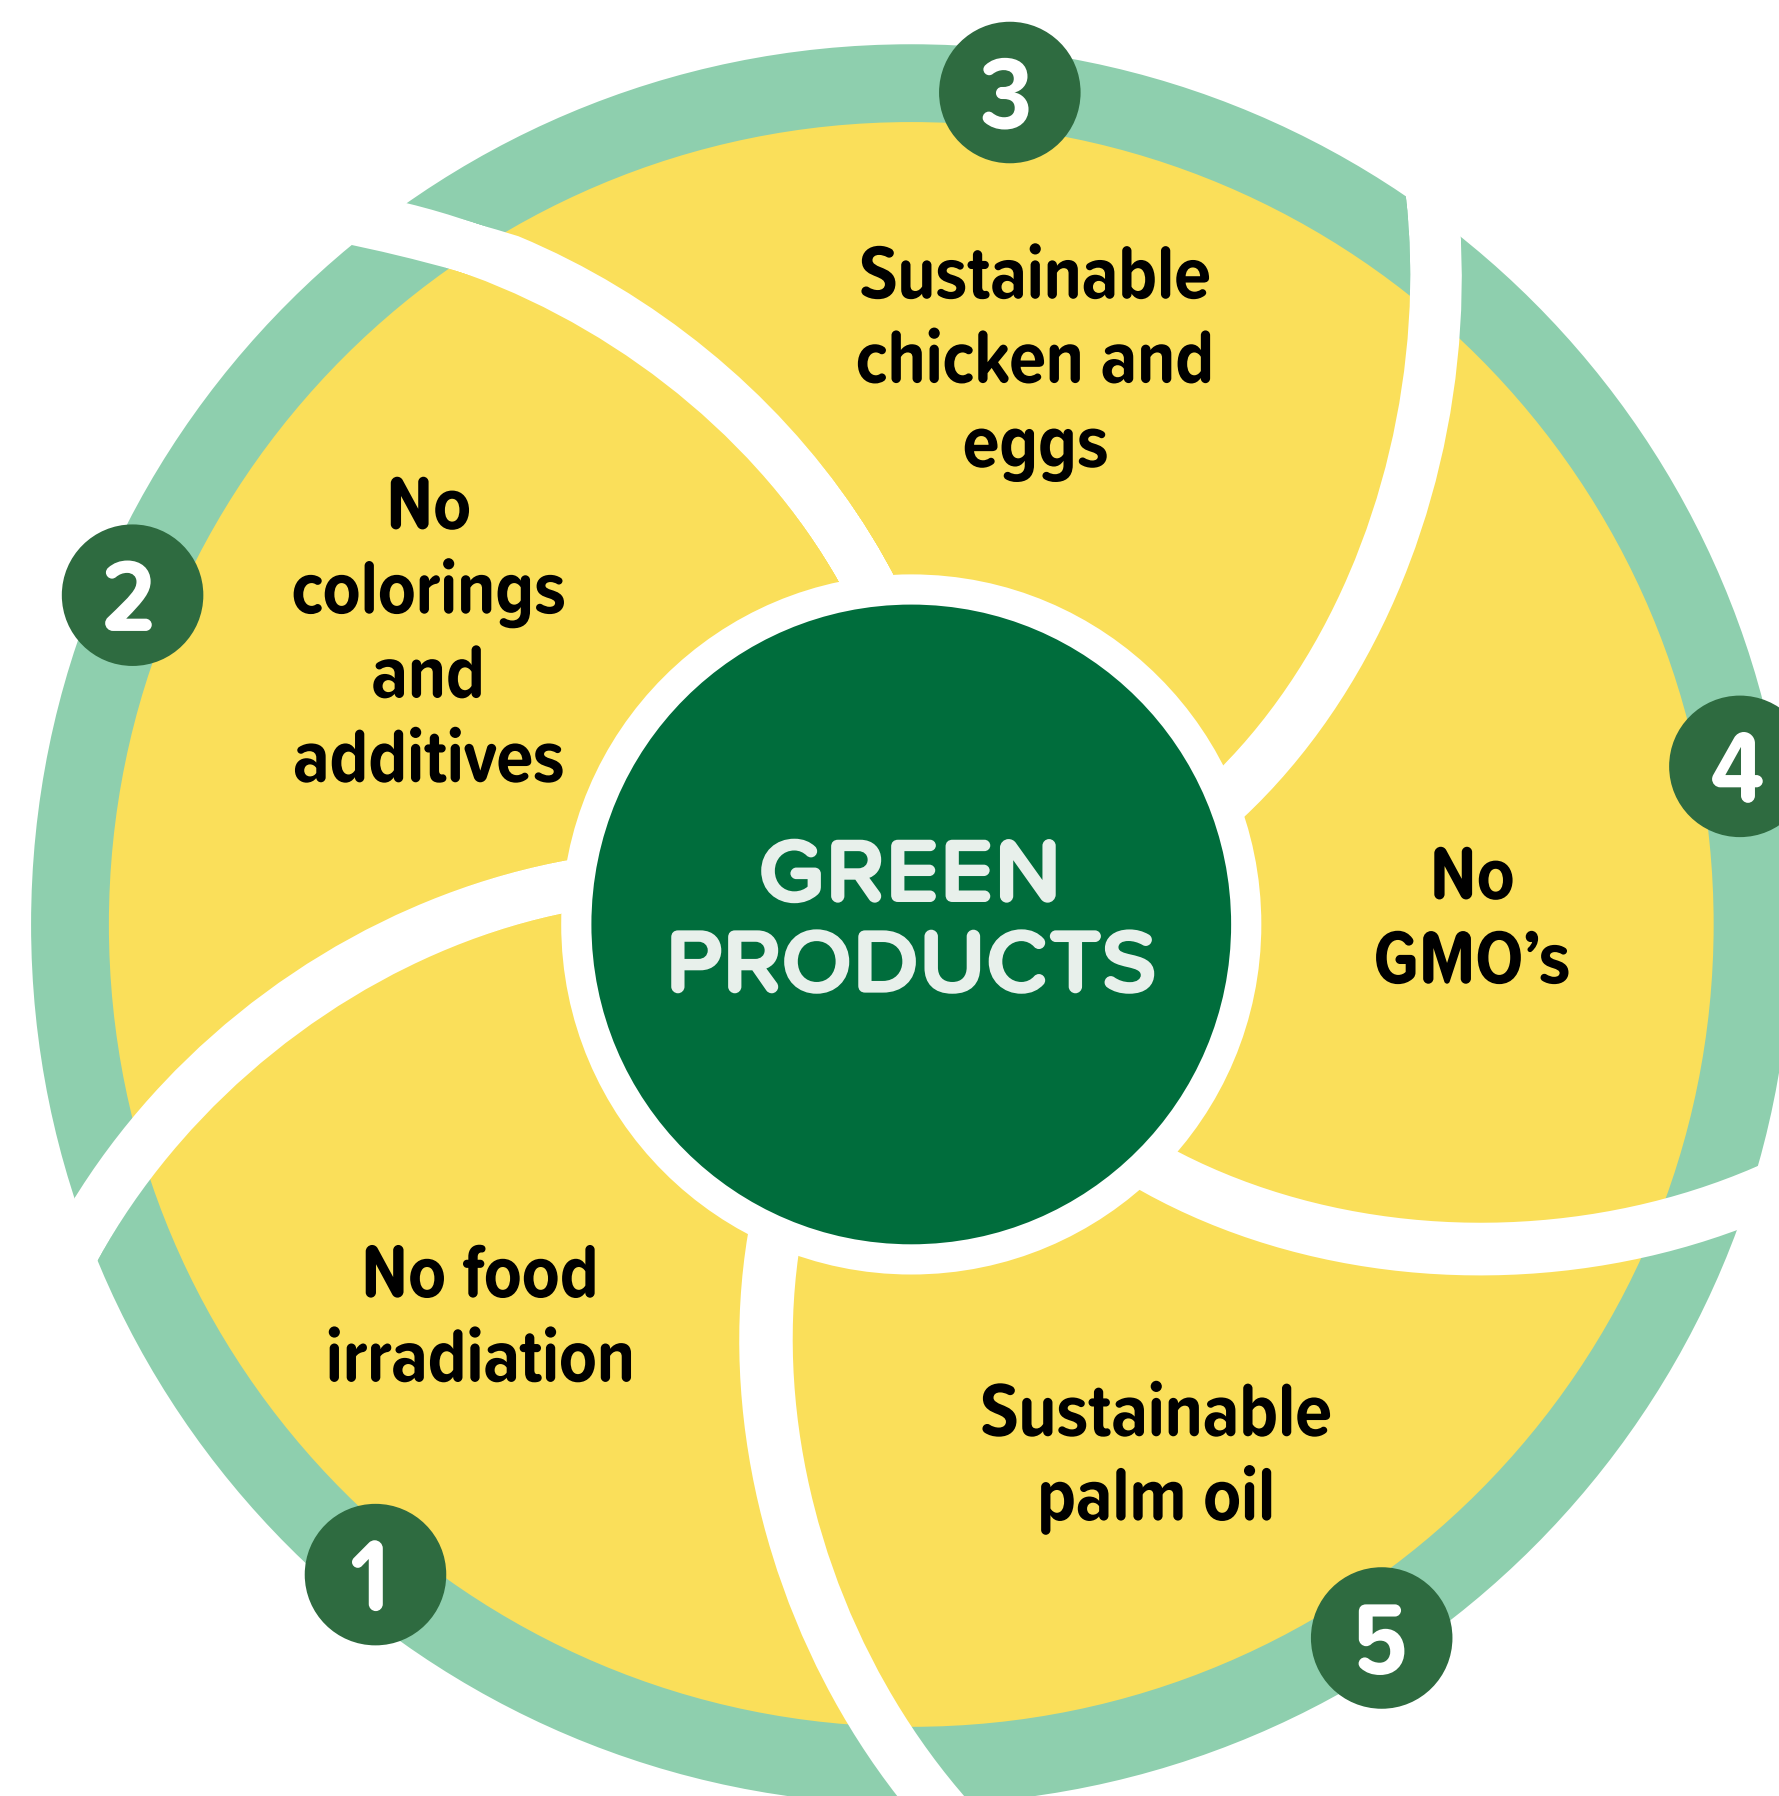 GREEN
PRODUCTS
1
No food
irradiation
2
No
colorings
and
additives
3
Sustainable
chicken and
eggs
4
No
GMO’s
5
Sustainable
palm oil